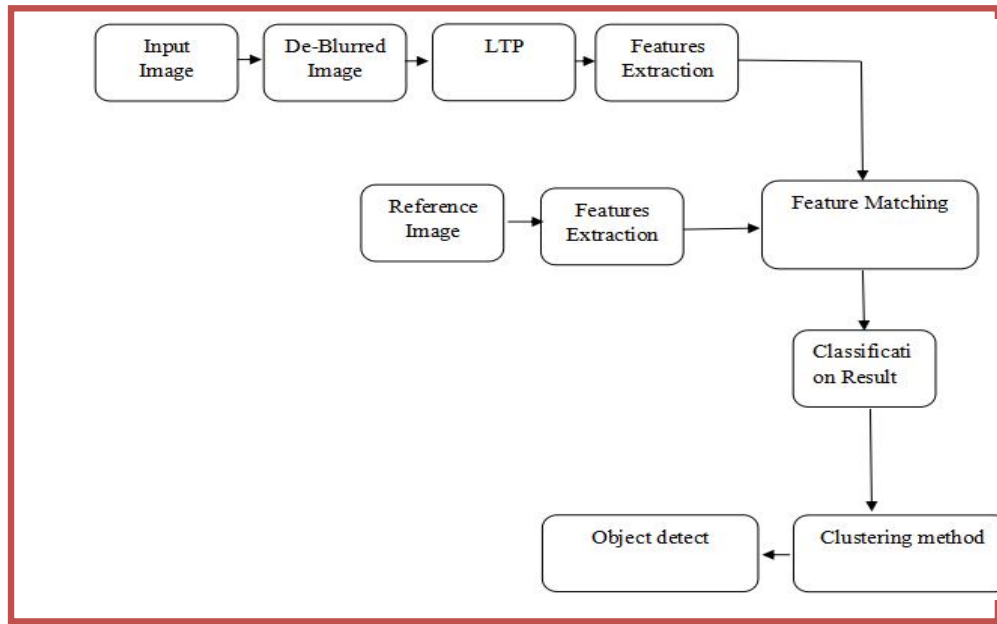 Input
Image
De-Blurred
Image
LTP
Features
Extraction
Reference
Image
Features
Extraction
Feature Matching
Classificati
on Result
Object detect
Clustering method